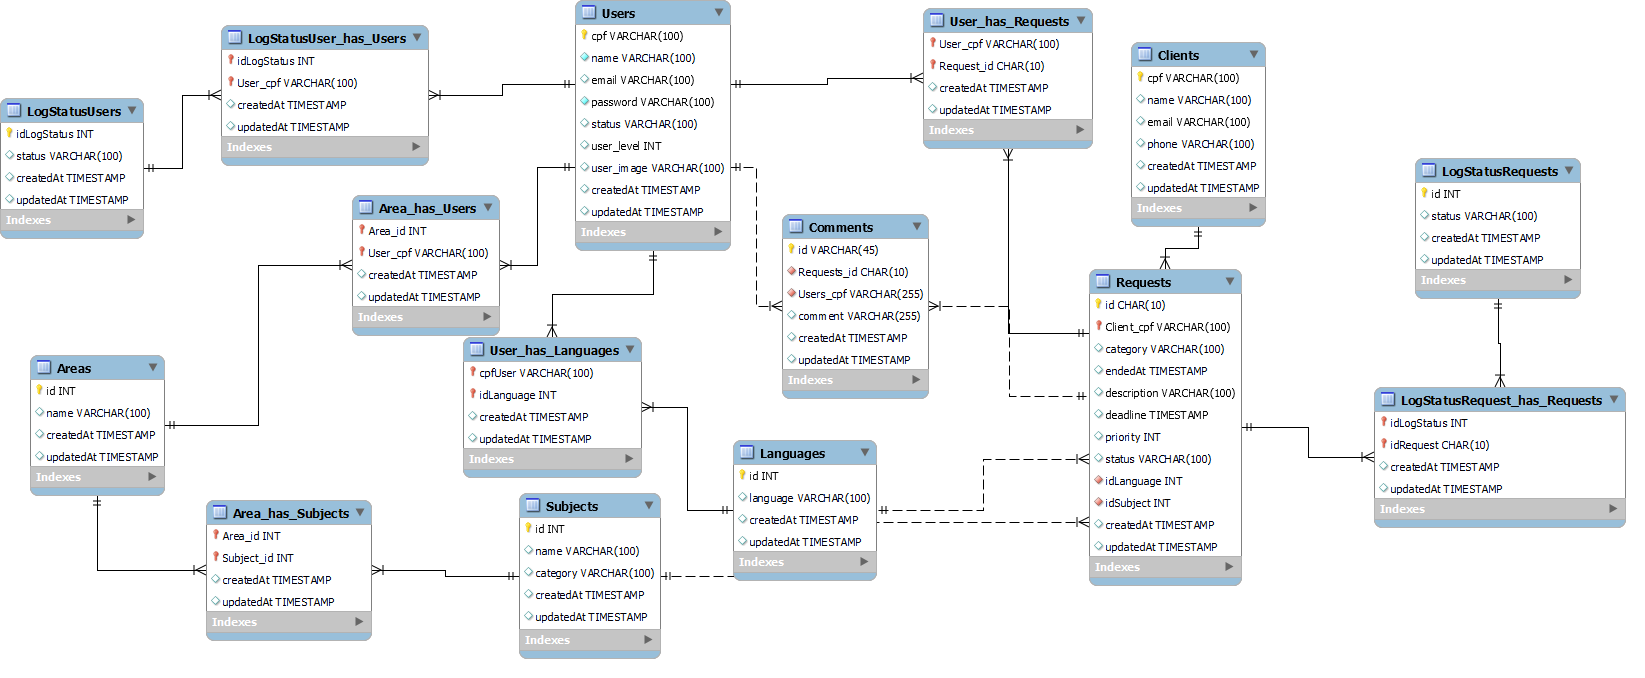 LogStatusUsers
idLogStatus INT
status VARCHAR(100)
createdAt TIMESTAMP
updatedAt TIMESTAMP
Indexes
LogStatusUser_has_Users
idLogStatus INT
User_cpf VARCHAR(100)
createdAt TIMESTAMP
updatedAt TIMESTAMP
Indexes
Users
cpf VARCHAR(100)
name VARCHAR(100)
email VARCHAR(100)
password VARCHAR(100)
status VARCHAR(100)
user_level INT
user_image VARCHAR(100)
createdAt TIMESTAMP
updatedAt TIMESTAMP
Indexes
User_has_Requests
User_cpf VARCHAR(100)
Request_id CHAR(10)
createdAt TIMESTAMP
updatedAt TIMESTAMP
Indexes
Clients
cpf VARCHAR(100)
name VARCHAR(100)
email VARCHAR(100)
phone VARCHAR(100)
createdAt TIMESTAMP
updatedAt TIMESTAMP
Indexes
LogStatusRequests
id INT
status VARCHAR(100)
createdAt TIMESTAMP
updatedAt TIMESTAMP
Indexes
Area_has_Users
Area_id INT
User_cpf VARCHAR(100)
createdAt TIMESTAMP
updatedAt TIMESTAMP
Indexes
Comments
id VARCHAR(45)
Requests_id CHAR(10)
Users_cpf VARCHAR(255)
comment VARCHAR(255)
createdAt TIMESTAMP
updatedAt TIMESTAMP
Indexes
Requests
id CHAR(10)
Client_cpf VARCHAR(100)
category VARCHAR(100)
endedAt TIMESTAMP
description VARCHAR(100)
deadline TIMESTAMP
priority INT
status VARCHAR(100)
idLanguage INT
idSubject INT
createdAt TIMESTAMP
updatedAt TIMESTAMP
Indexes
Areas
id INT
name VARCHAR(100)
createdAt TIMESTAMP
updatedAt TIMESTAMP
Indexes
User_has_Languages
cpfUser VARCHAR(100)
idLanguage INT
createdAt TIMESTAMP
updatedAt TIMESTAMP
Indexes
LogStatusRequest_has_Requests
idLogStatus INT
idRequest CHAR(10)
createdAt TIMESTAMP
updatedAt TIMESTAMP
Indexes
Languages
id INT
language VARCHAR(100)
createdAt TIMESTAMP
updatedAt TIMESTAMP
Indexes
Area_has_Subjects
Area_id INT
Subject_id INT
createdAt TIMESTAMP
updatedAt TIMESTAMP
Indexes
Subjects
id INT
name VARCHAR(100)
category VARCHAR(100)
createdAt TIMESTAMP
updatedAt TIMESTAMP
Indexes